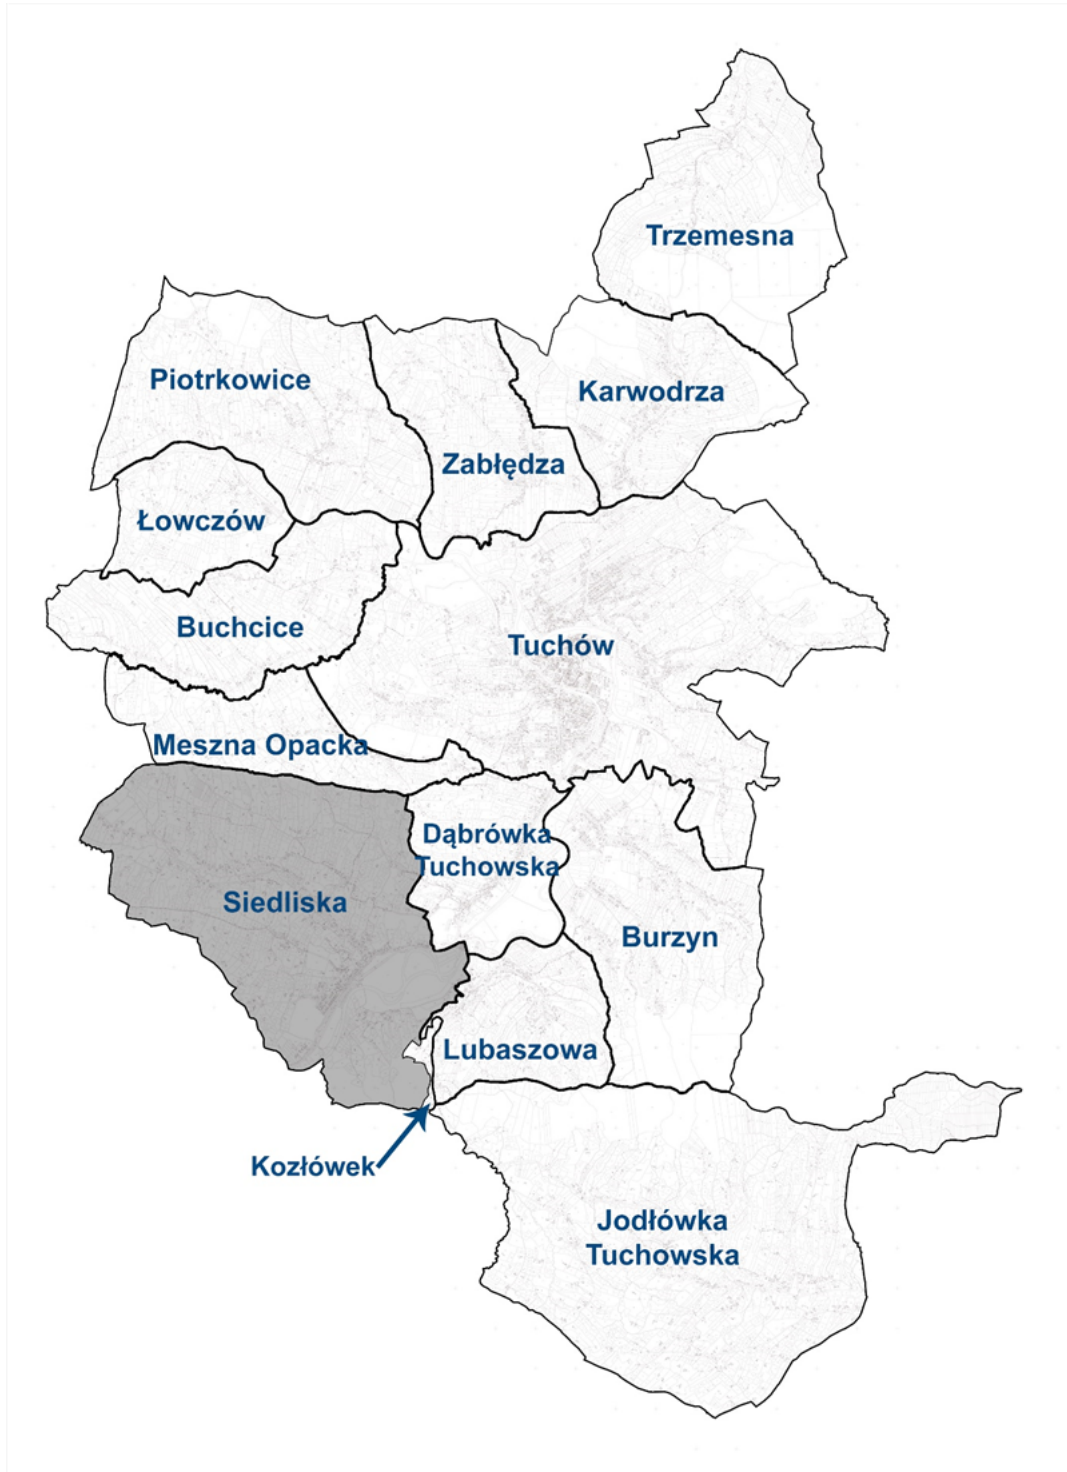 Trzemesna
Piotrkowice
Karwodrza
Zabłędza
Łowczów
Buchcice
Tuchów
Meszna Opacka
Dąbrówka
Tuchowska
Siedliska
Burzyn
Lubaszowa
Kozłówek
Jodłówka
Tuchowska